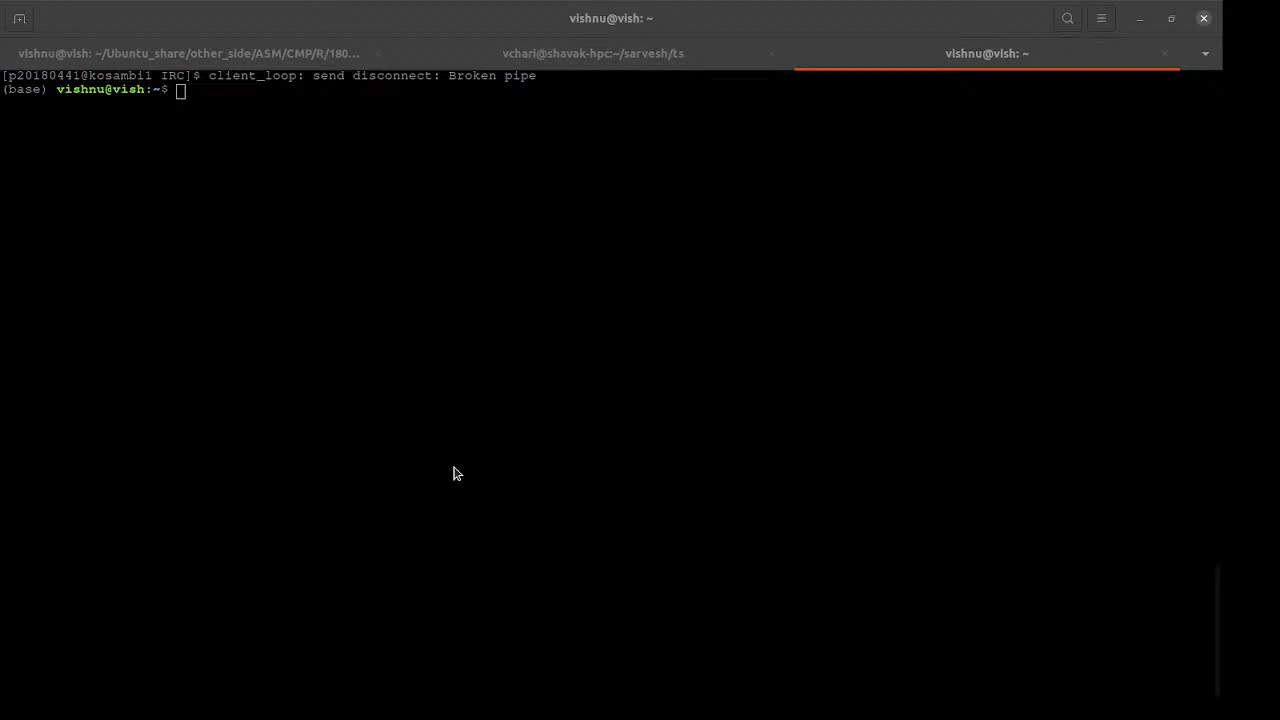 vishnu@vish: ~
vishnu@vish: ~/Ubuntu_share/other_side/ASM/CMP/R/180...
vchari@shavak-hpc:~/sarvesh/ts
vishnu@vish: ~
[p20180441@kosambi1 IRC]$ client_loop: send disconnect: Broken pipe
(base) vishnu@vish:~$